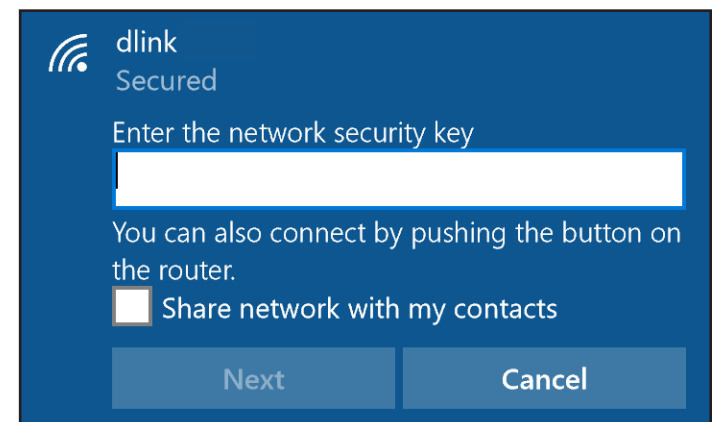 dlink
Secured
Enter the network security key
You can also connect by pushing the button on
the router.
Share network with my contacts
Next
Cancel